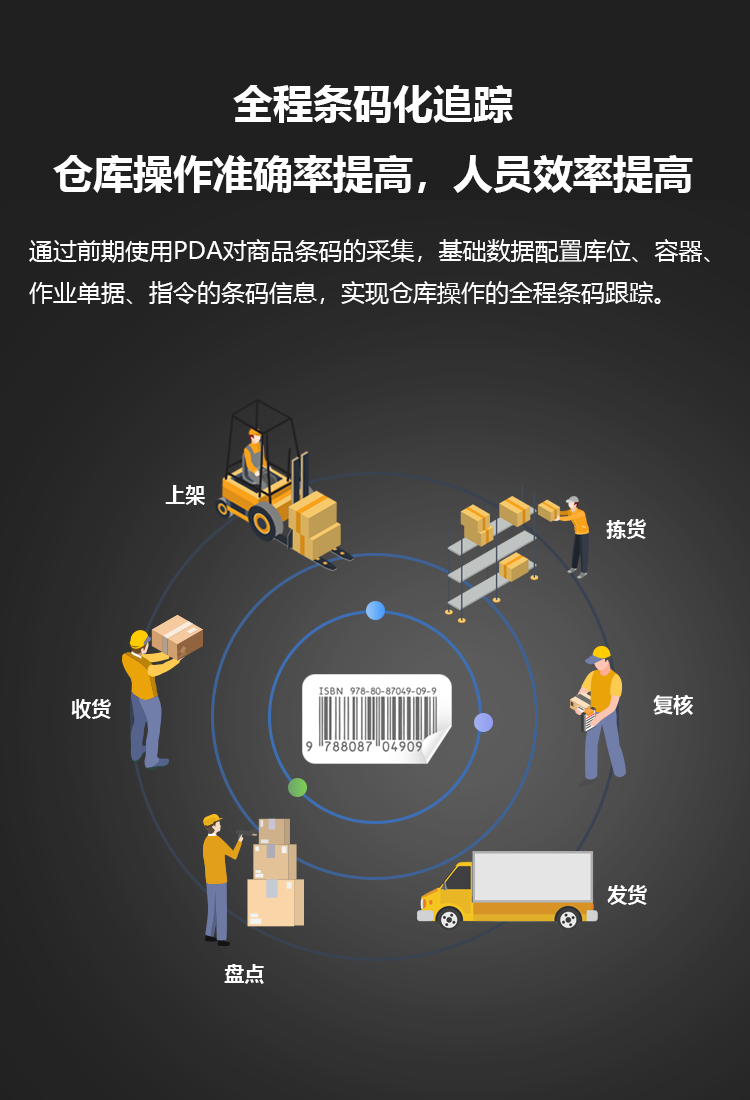 全程条码化追踪
仓库操作准确率提高，人员效率提高
通过前期使用PDA对商品条码的采集，基础数据配置库位、容器、
作业单据、指令的条码信息，实现仓库操作的全程条码跟踪。
上架
拣货
收货
ISBN 978-80-87049-09-9
9 788087 04909
复核
发货
盘点